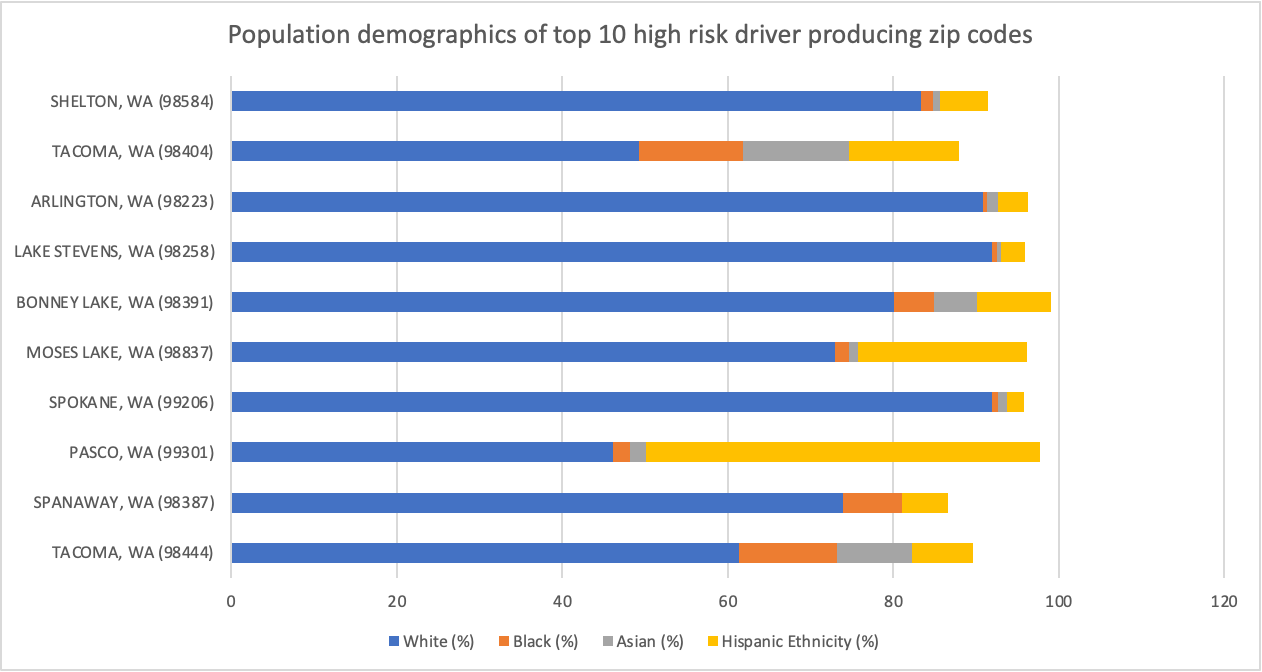 Population demographics of top 10 high risk driver producing zip codes
SHELTON, WA (98584)
TACOMA, WA (98404)
ARLINGTON, WA (98223)
LAKE STEVENS, WA (98258)
BONNEY LAKE, WA (98391)
MOSES LAKE, WA (98837)
SPOKANE, WA (99206)
PASCO, WA (99301)
SPANAWAY, WA (98387)
TACOMA, WA (98444)
0 20 40 60 80 100 120
White (%) Black (%) Asian (%) Hispanic Ethnicity (%)